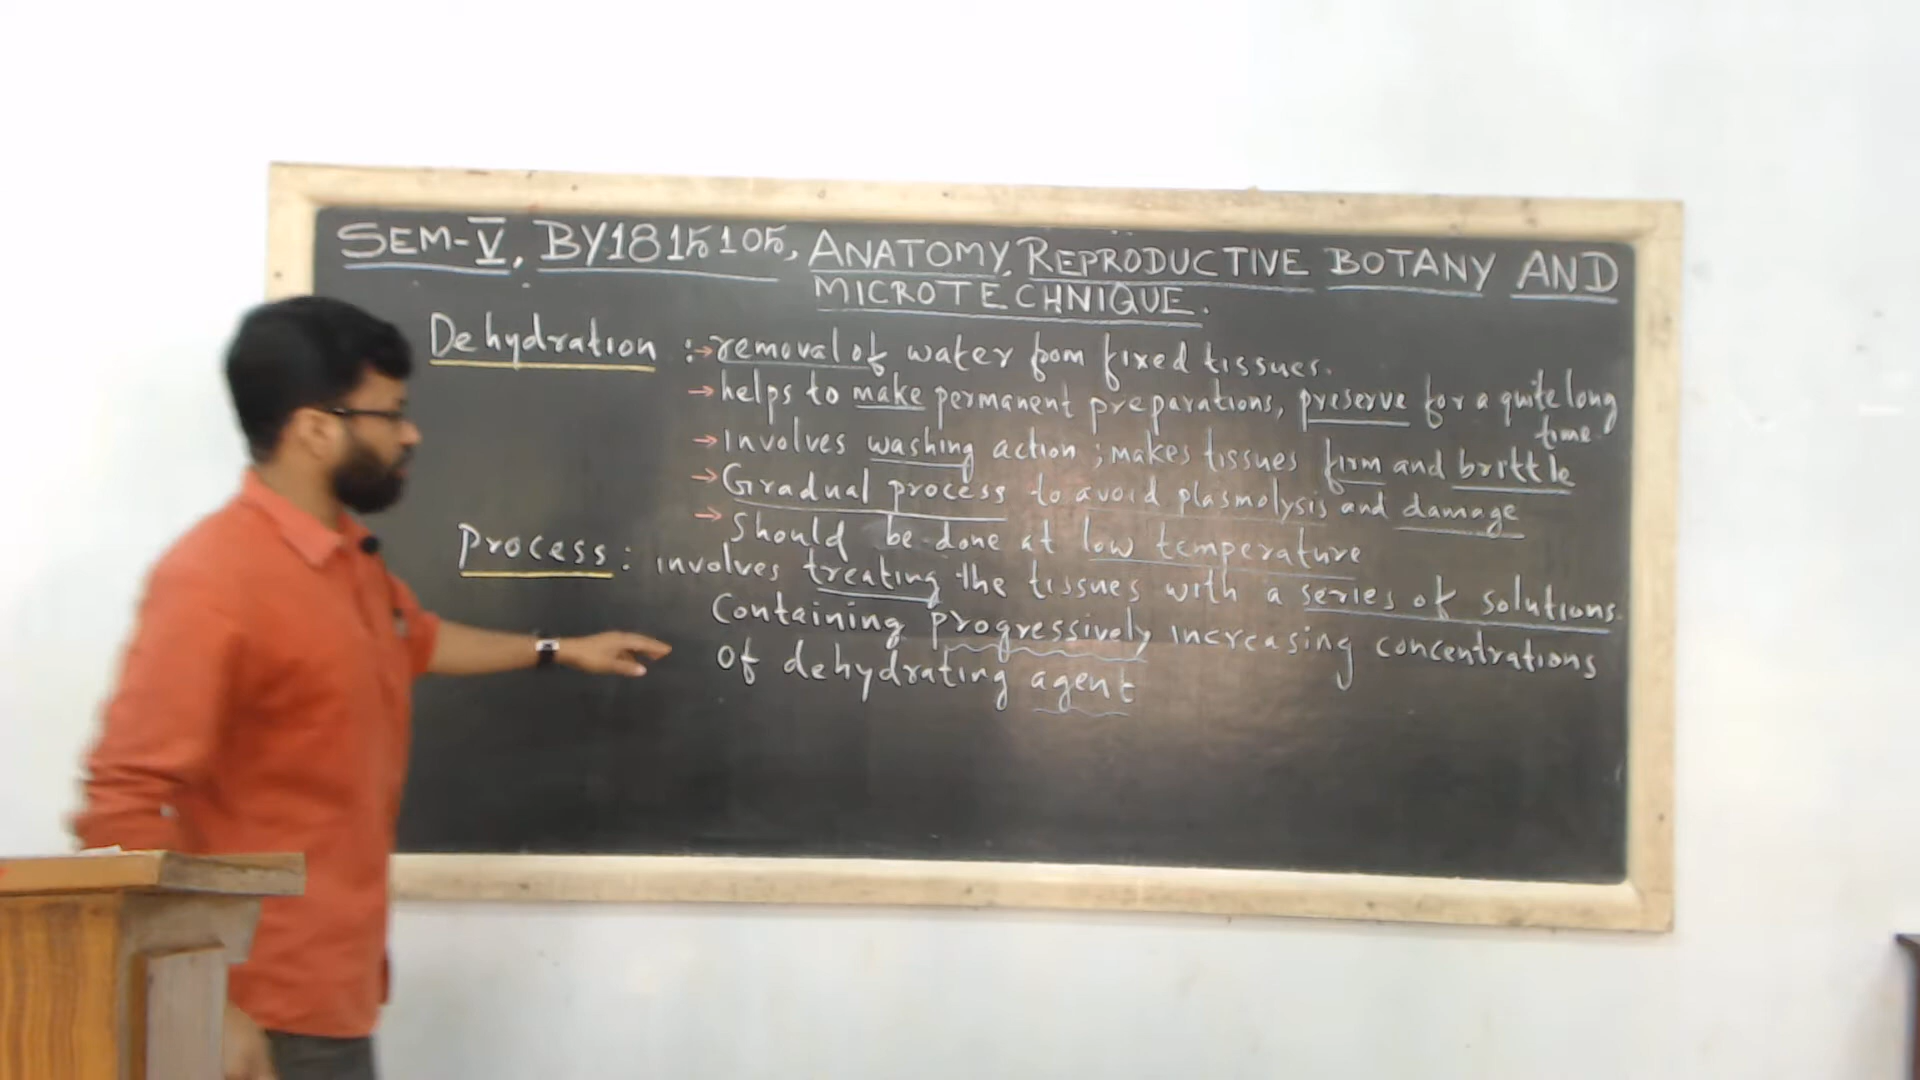 SEM-V, BY1815105, ANATOMY, REPRODUCTIVE BOTANY AND
MICROTECHNIQUE.
Dehydration :→ removal of water from fixed tissues.
→ helps to make permanent preparations, preserve for a quite long
time.
→ Involves washing action ; makes tissues firm and brittle
→ Gradual process to avoid plasmolysis and damage
→ Should be done at low temperature
Process : involves treating the tissues with a series of solutions.
Containing progressively increasing concentrations
Of dehydrating agent